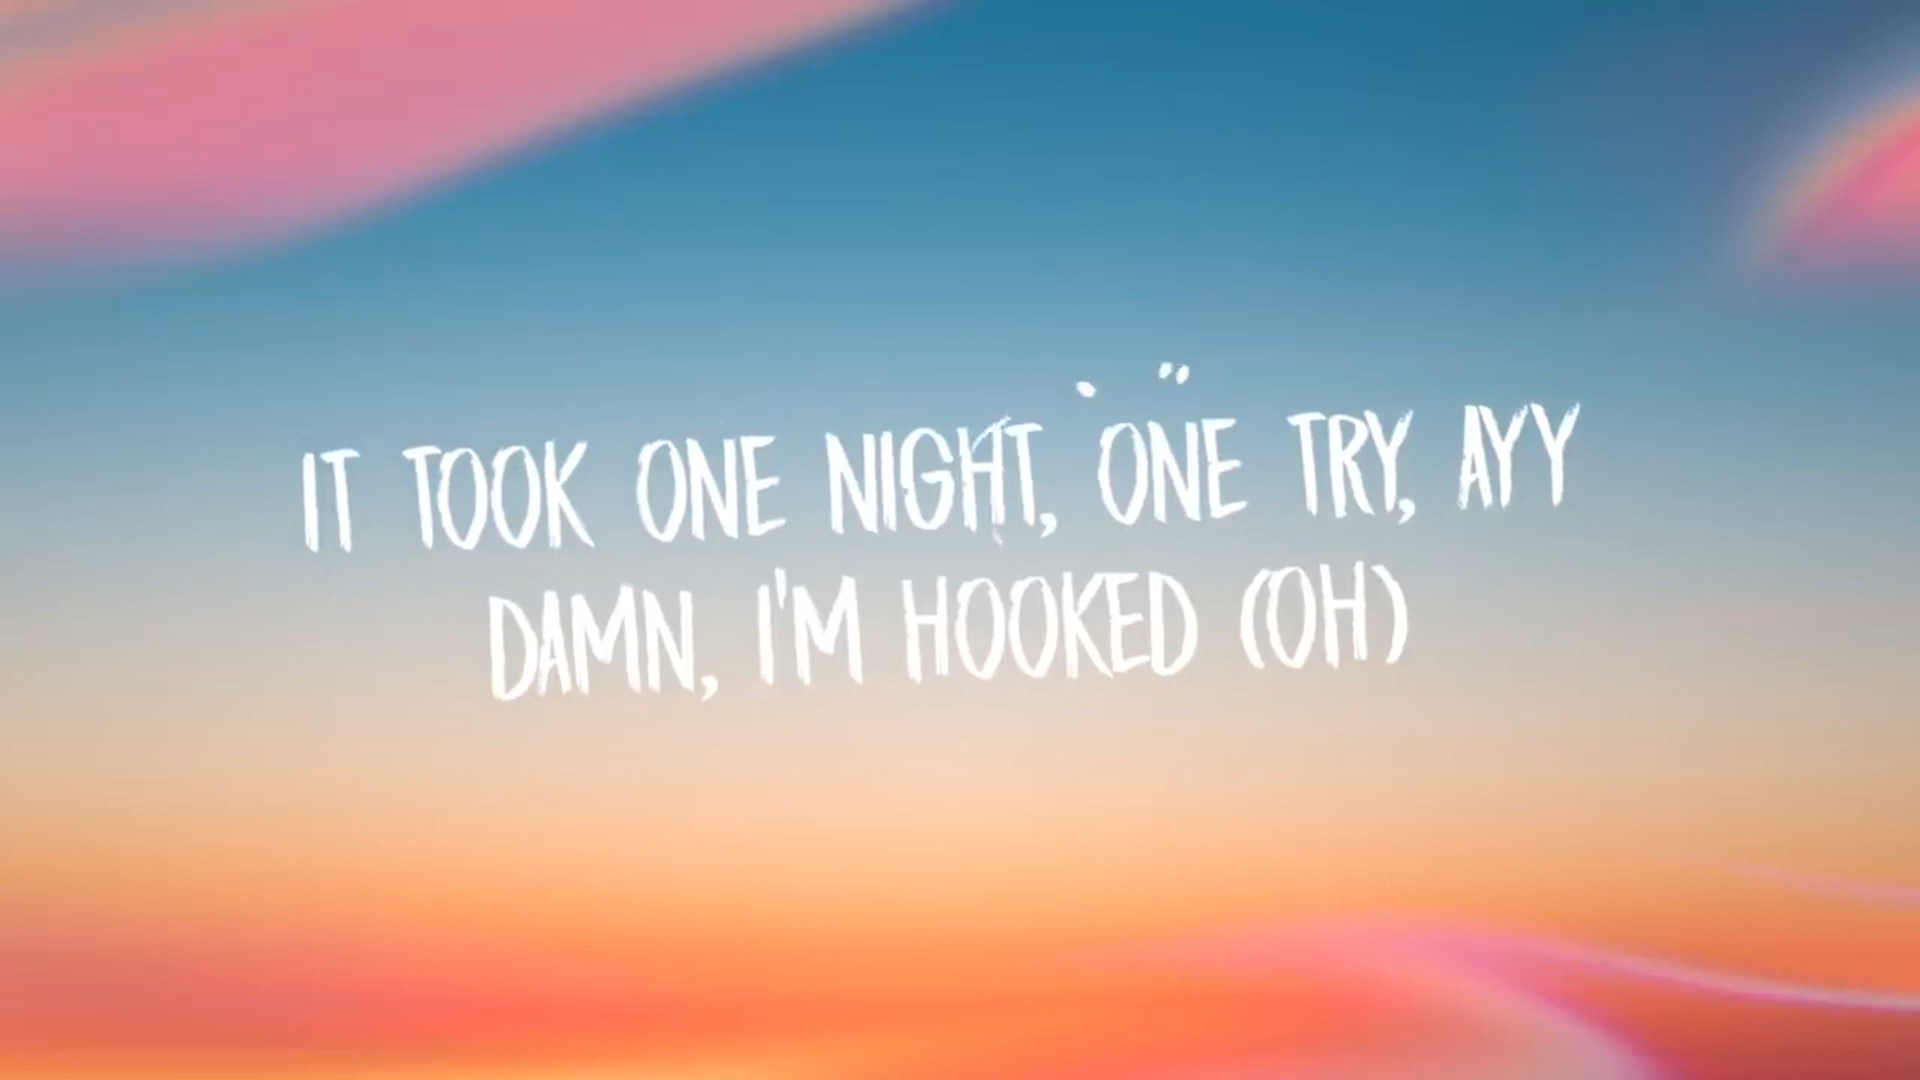 IT TOOK ONE NIGHT, ONE TRY, AYY
DAMN, I'M HOOKED (OH)